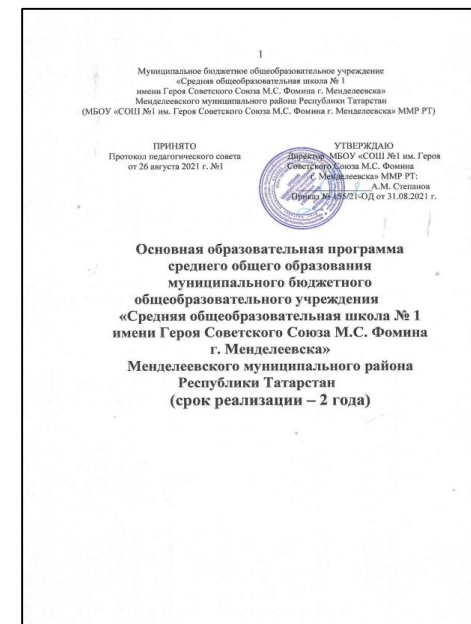 1
Муниципальное бюджетное общеобразовательное учреждение
«Средняя общеобразовательная школа № 1
имени Героя Советского Союза М.С. Фомина г. Менделеевска»
Менделеевского муниципального района Республики Татарстан
(МБОУ «СОШ №1 им. Героя Советского Союза М.С. Фомина г. Менделеевска» ММР РТ)
ПРИНЯТО
Протокол педагогического совета
от 26 августа 2021 г. №1
УТВЕРЖДАЮ
Директор МБОУ «СОШ №1 им. Героя
Советского Союза М.С. Фомина
г. Менделеевска» ММР РТ:
А.М. Степанов
Приказ № 155/21-ОД от 31.08.2021 г.
Основная образовательная программа
среднего общего образования
муниципального бюджетного
общеобразовательного учреждения
«Средняя общеобразовательная школа № 1
имени Героя Советского Союза М.С. Фомина
г. Менделеевска»
Менделеевского муниципального района
Республики Татарстан
(срок реализации – 2 года)